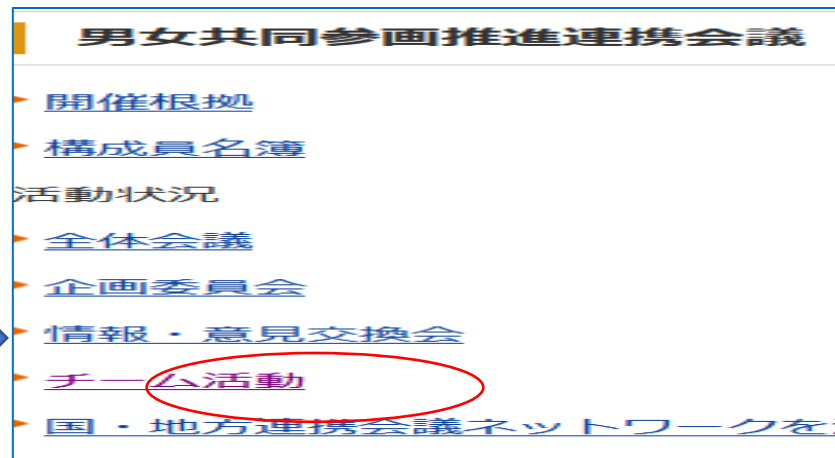 男女共同参画推進連携会議
開催根拠
構成員名簿
活動状況
全体会議
企画委員会
情報・意見交換会
チーム活動
国・地方連携会議ネットワークを